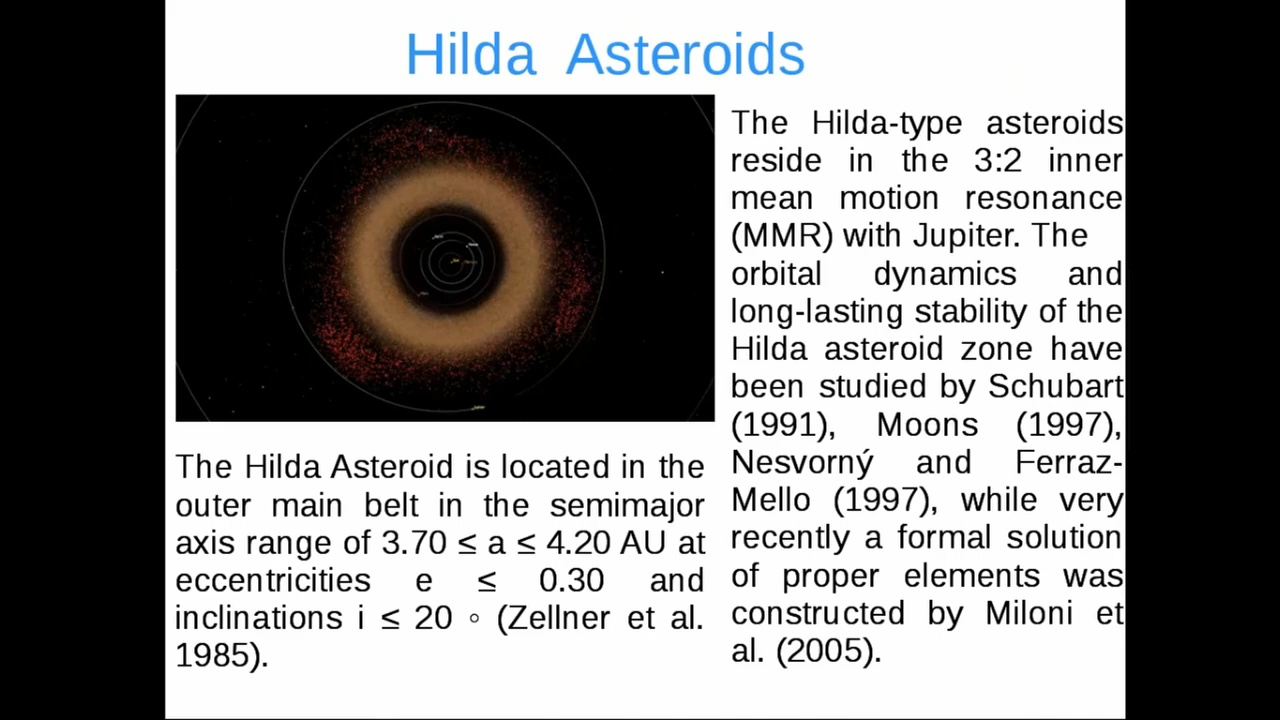 Hilda Asteroids
The Hilda Asteroid is located in the
outer main belt in the semimajor
axis range of 3.70 ≤ a ≤ 4.20 AU at
eccentricities e ≤ 0.30 and
inclinations i ≤ 20 ◦ (Zellner et al.
1985).
The Hilda-type asteroids
reside in the 3:2 inner
mean motion resonance
(MMR) with Jupiter. The
orbital dynamics and
long-lasting stability of the
Hilda asteroid zone have
been studied by Schubart
(1991), Moons (1997),
Nesvorný and Ferraz-
Mello (1997), while very
recently a formal solution
of proper elements was
constructed by Miloni et
al. (2005).